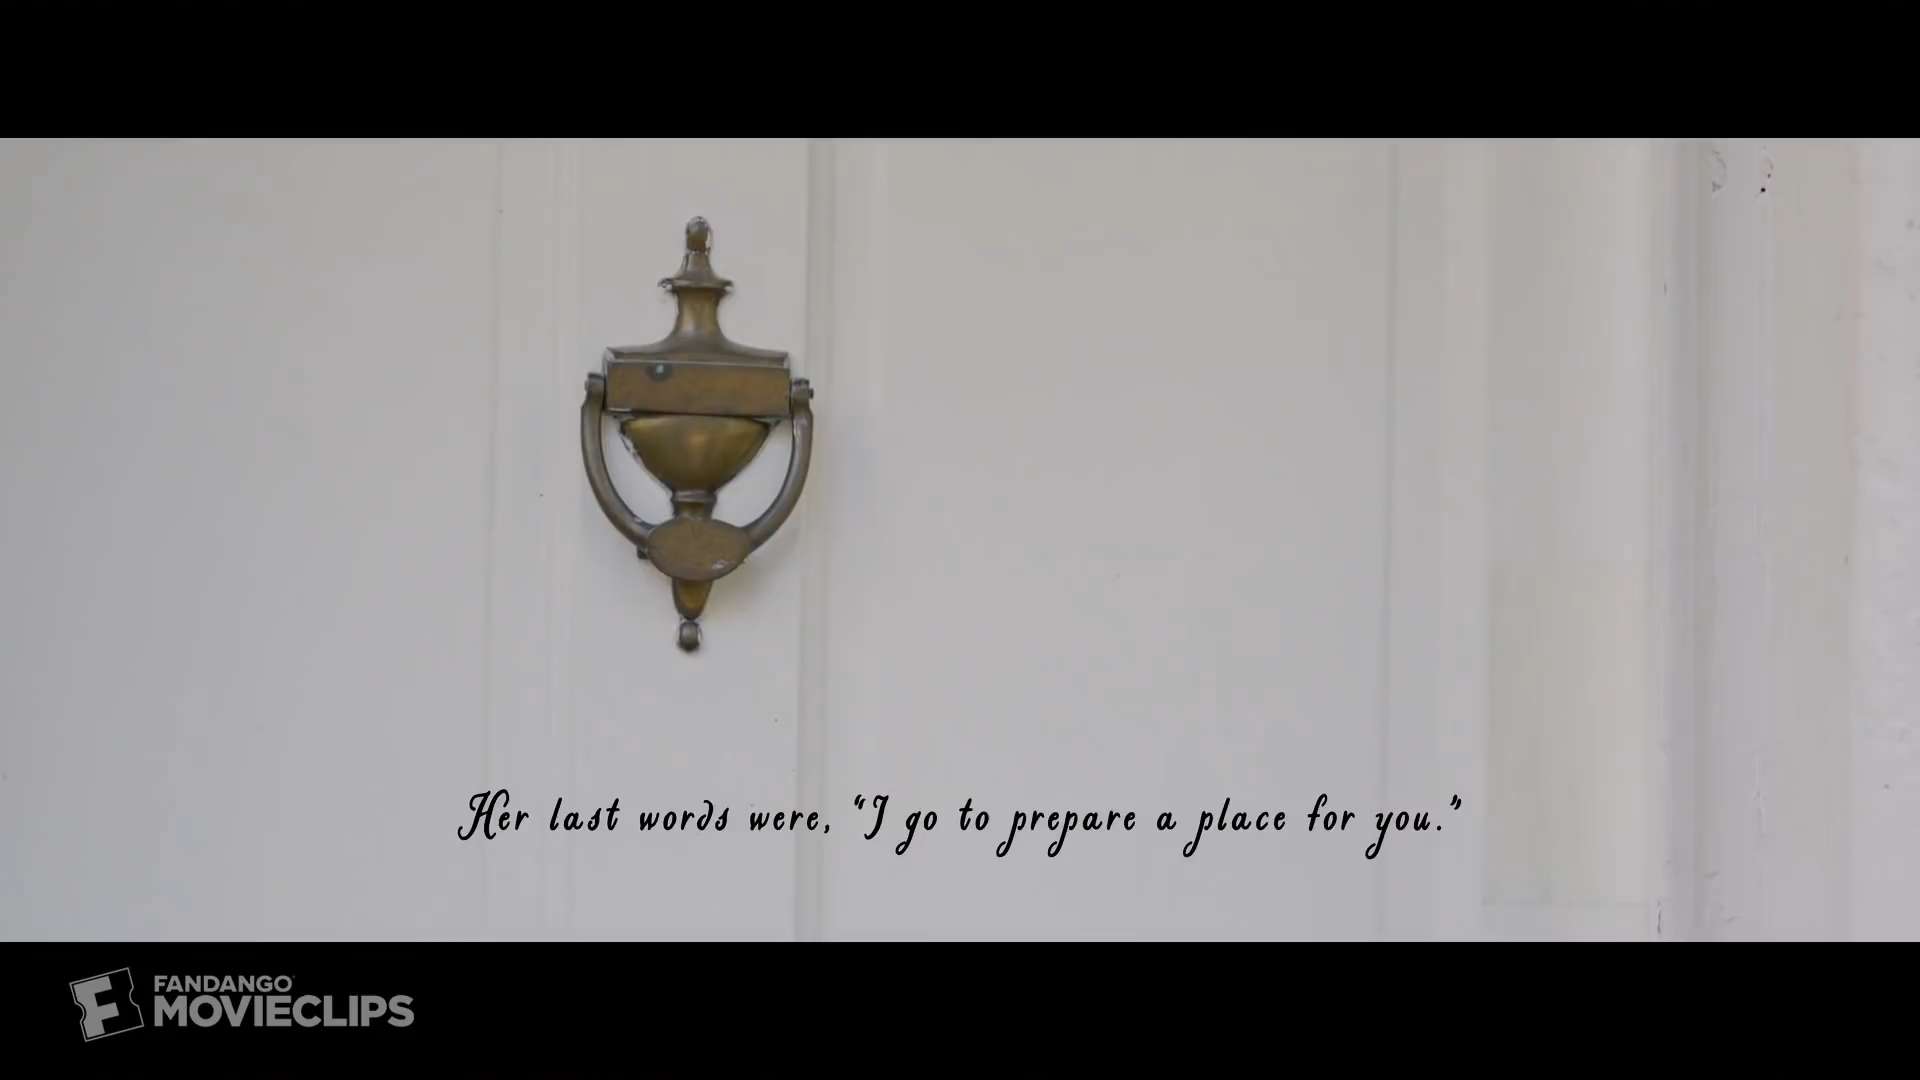 Her last words were, “I go to prepare a place for you.”
FANDANGO
MOVIECLIPS